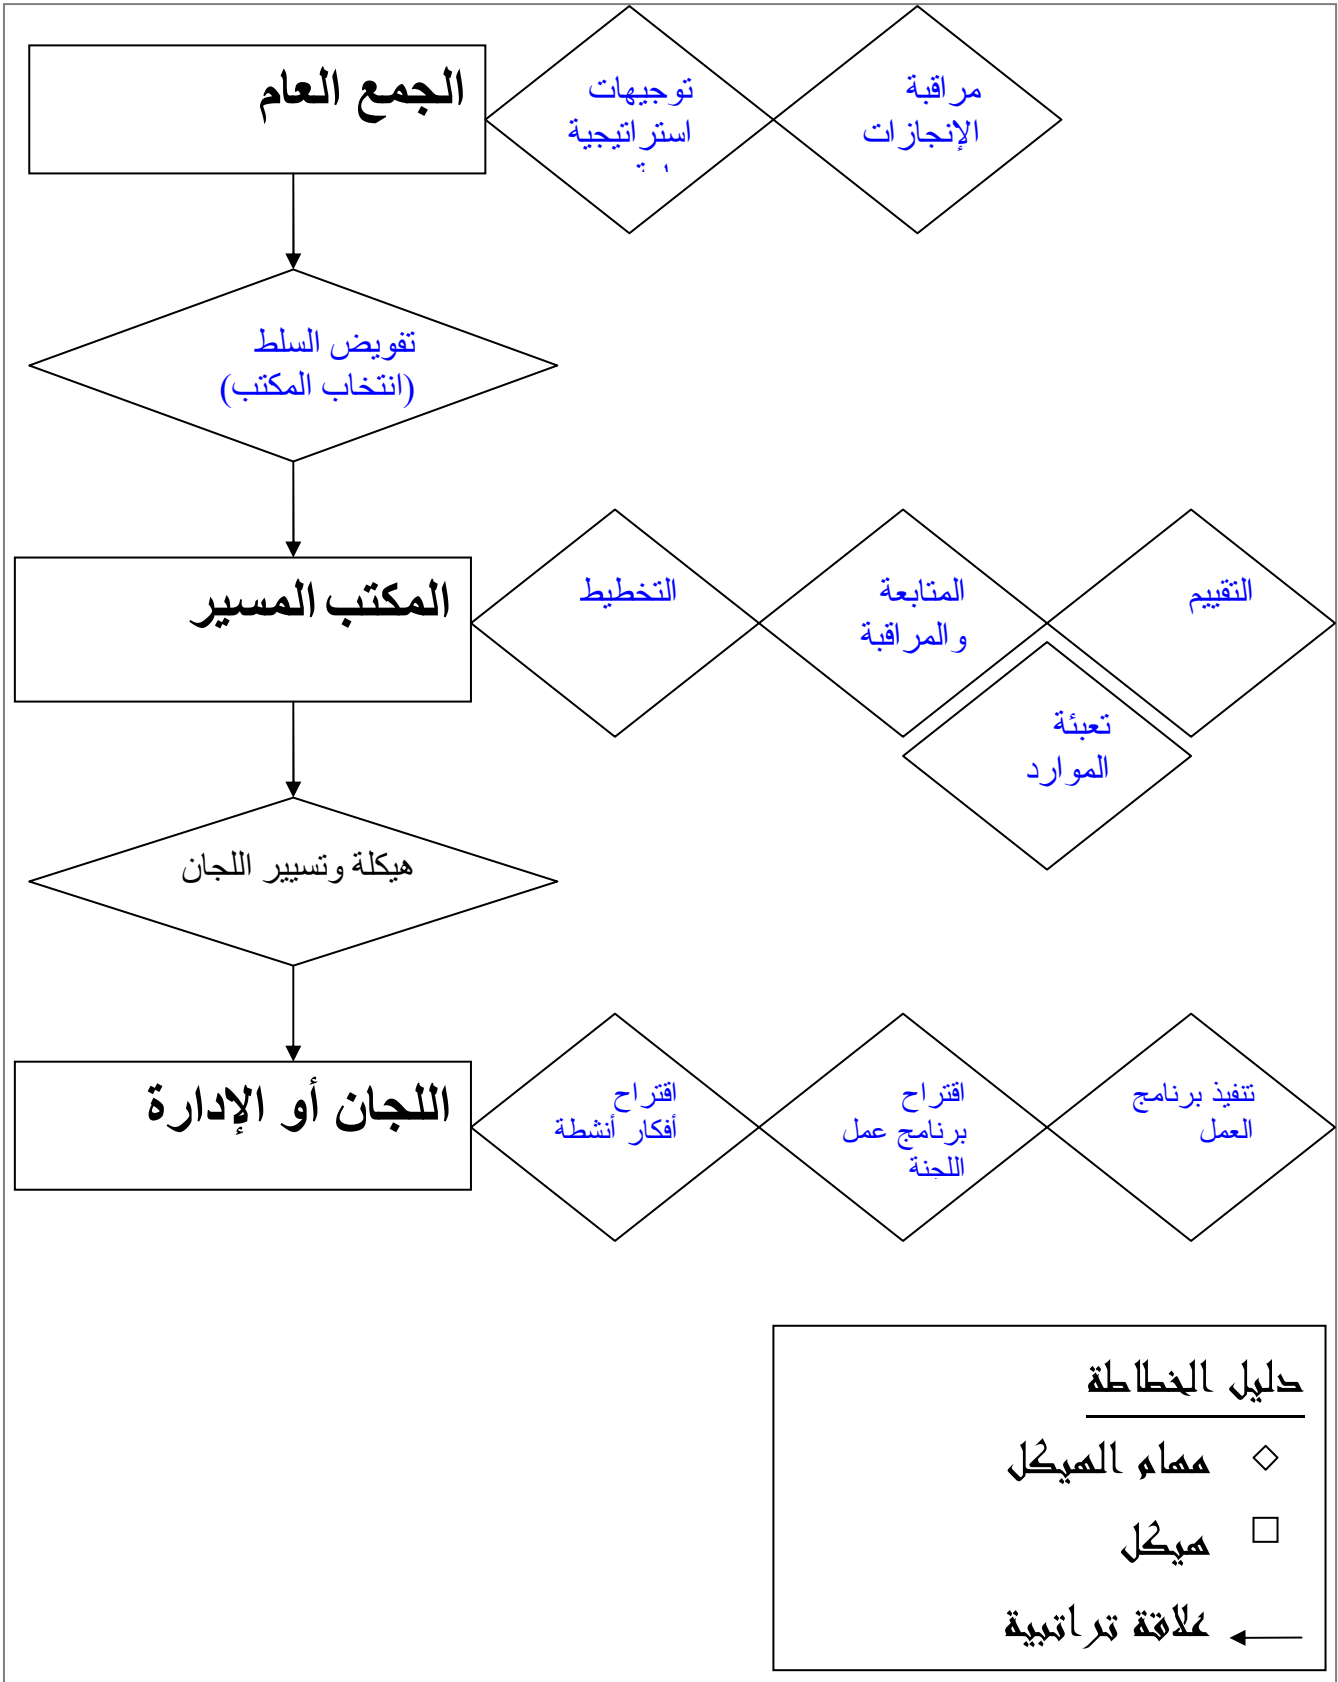 الجمع العام
توجيهات
استراتيجية
مراقبة
الإنجازات
تفويض السلط
(انتخاب المكتب)
المكتب المسير
التخطيط
المتابعة
والمراقبة
التقييم
تعبئة
الموارد
هيكلة وتسيير اللجان
اللجان أو الإدارة
اقتراح
أفكار أنشطة
اقتراح
برنامج عمل
اللجنة
تنفيذ برنامج
العمل
دليل الخطاطة
مهام الهيكل
هيكل
علاقة تراتبية